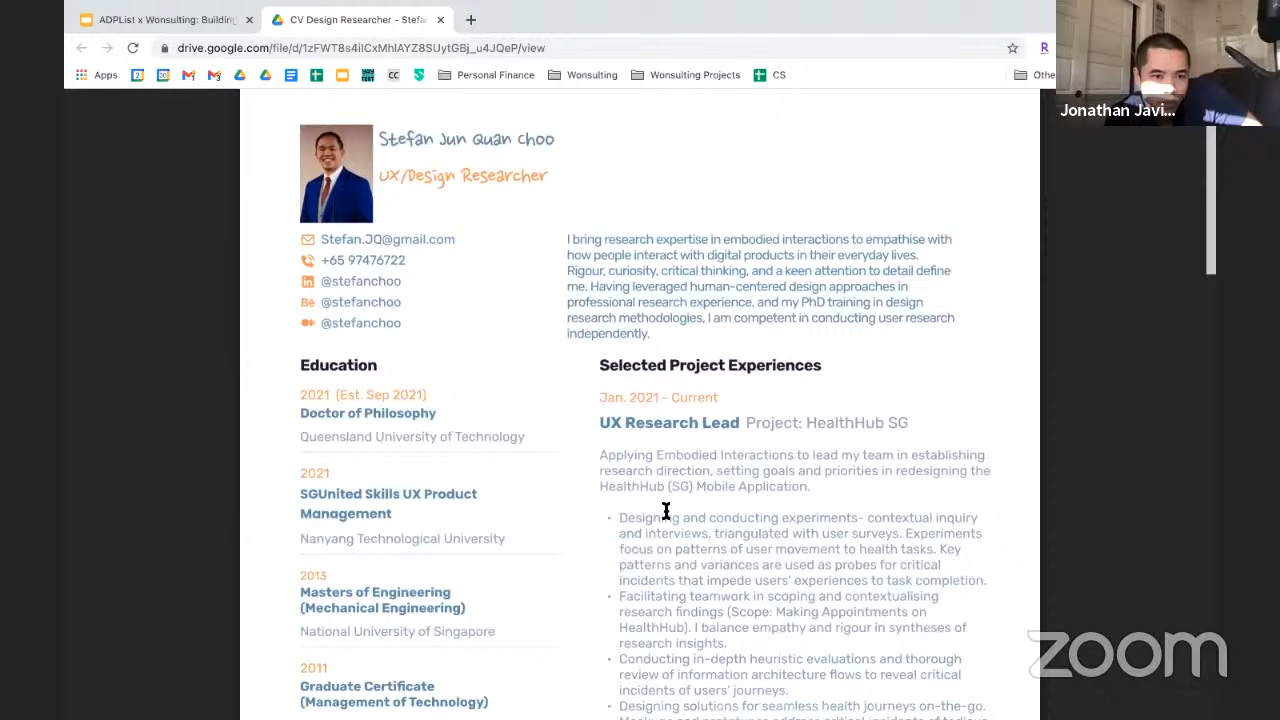 ADPList x Wonsulting: Building
CV Design Researcher - Stefan
drive.google.com/file/d/1zFWT8s4iICxMhlAYZ8SUytGBj_u4JQeP/view
Apps
Personal Finance
Wonsulting
Wonsulting Projects
CS
Othe
Jonathan Javi...
Stefan Jun Quan Choo
UX/Design Researcher
Stefan.JQ@gmail.com
+65 97476722
@stefanchoo
@stefanchoo
@stefanchoo
I bring research expertise in embodied interactions to empathise with
how people interact with digital products in their everyday lives.
Rigour, curiosity, critical thinking, and a keen attention to detail define
me. Having leveraged human-centered design approaches in
professional research experience, and my PhD training in design
research methodologies, I am competent in conducting user research
independently.
Education
2021 (Est. Sep 2021)
Doctor of Philosophy
Queensland University of Technology
2021
SGUnited Skills UX Product
Management
Nanyang Technological University
2013
Masters of Engineering
(Mechanical Engineering)
National University of Singapore
2011
Graduate Certificate
(Management of Technology)
Selected Project Experiences
Jan. 2021 - Current
UX Research Lead Project: HealthHub SG
Applying Embodied Interactions to lead my team in establishing
research direction, setting goals and priorities in redesigning the
HealthHub (SG) Mobile Application.
• Designing and conducting experiments- contextual inquiry
and interviews, triangulated with user surveys. Experiments
focus on patterns of user movement to health tasks. Key
patterns and variances are used as probes for critical
incidents that impede users' experiences to task completion.
• Facilitating teamwork in scoping and contextualising
research findings (Scope: Making Appointments on
HealthHub). I balance empathy and rigour in syntheses of
research insights.
• Conducting in-depth heuristic evaluations and thorough
review of information architecture flows to reveal critical
incidents of users' journeys.
• Designing solutions for seamless health journeys on-the-go.
zoom